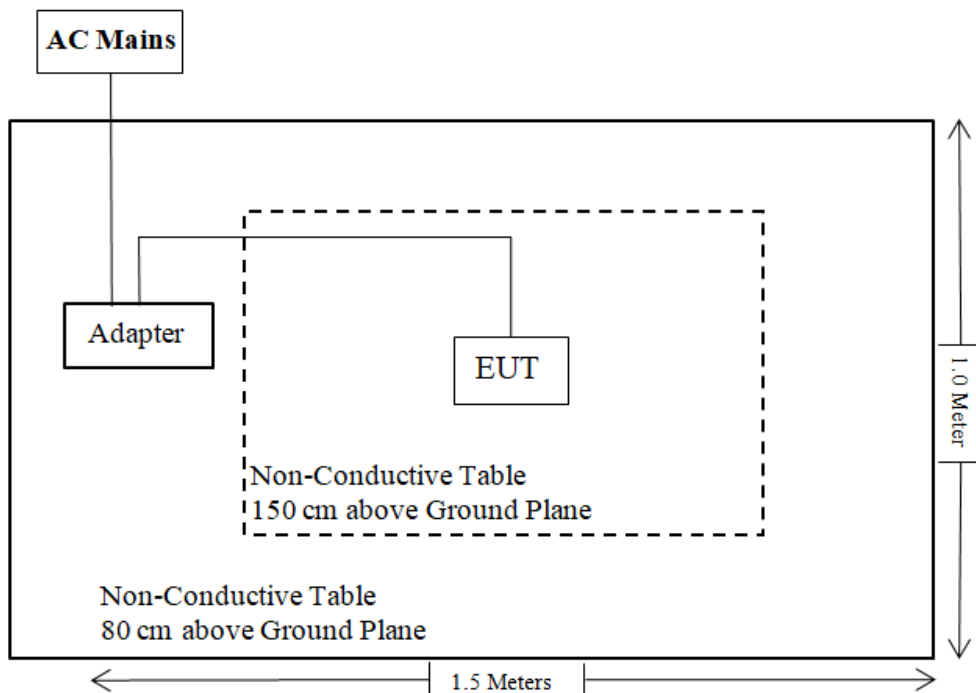 AC Mains
Adapter
EUT
1.0 Meter
Non-Conductive Table
150 cm above Ground Plane
Non-Conductive Table
80 cm above Ground Plane
1.5 Meters